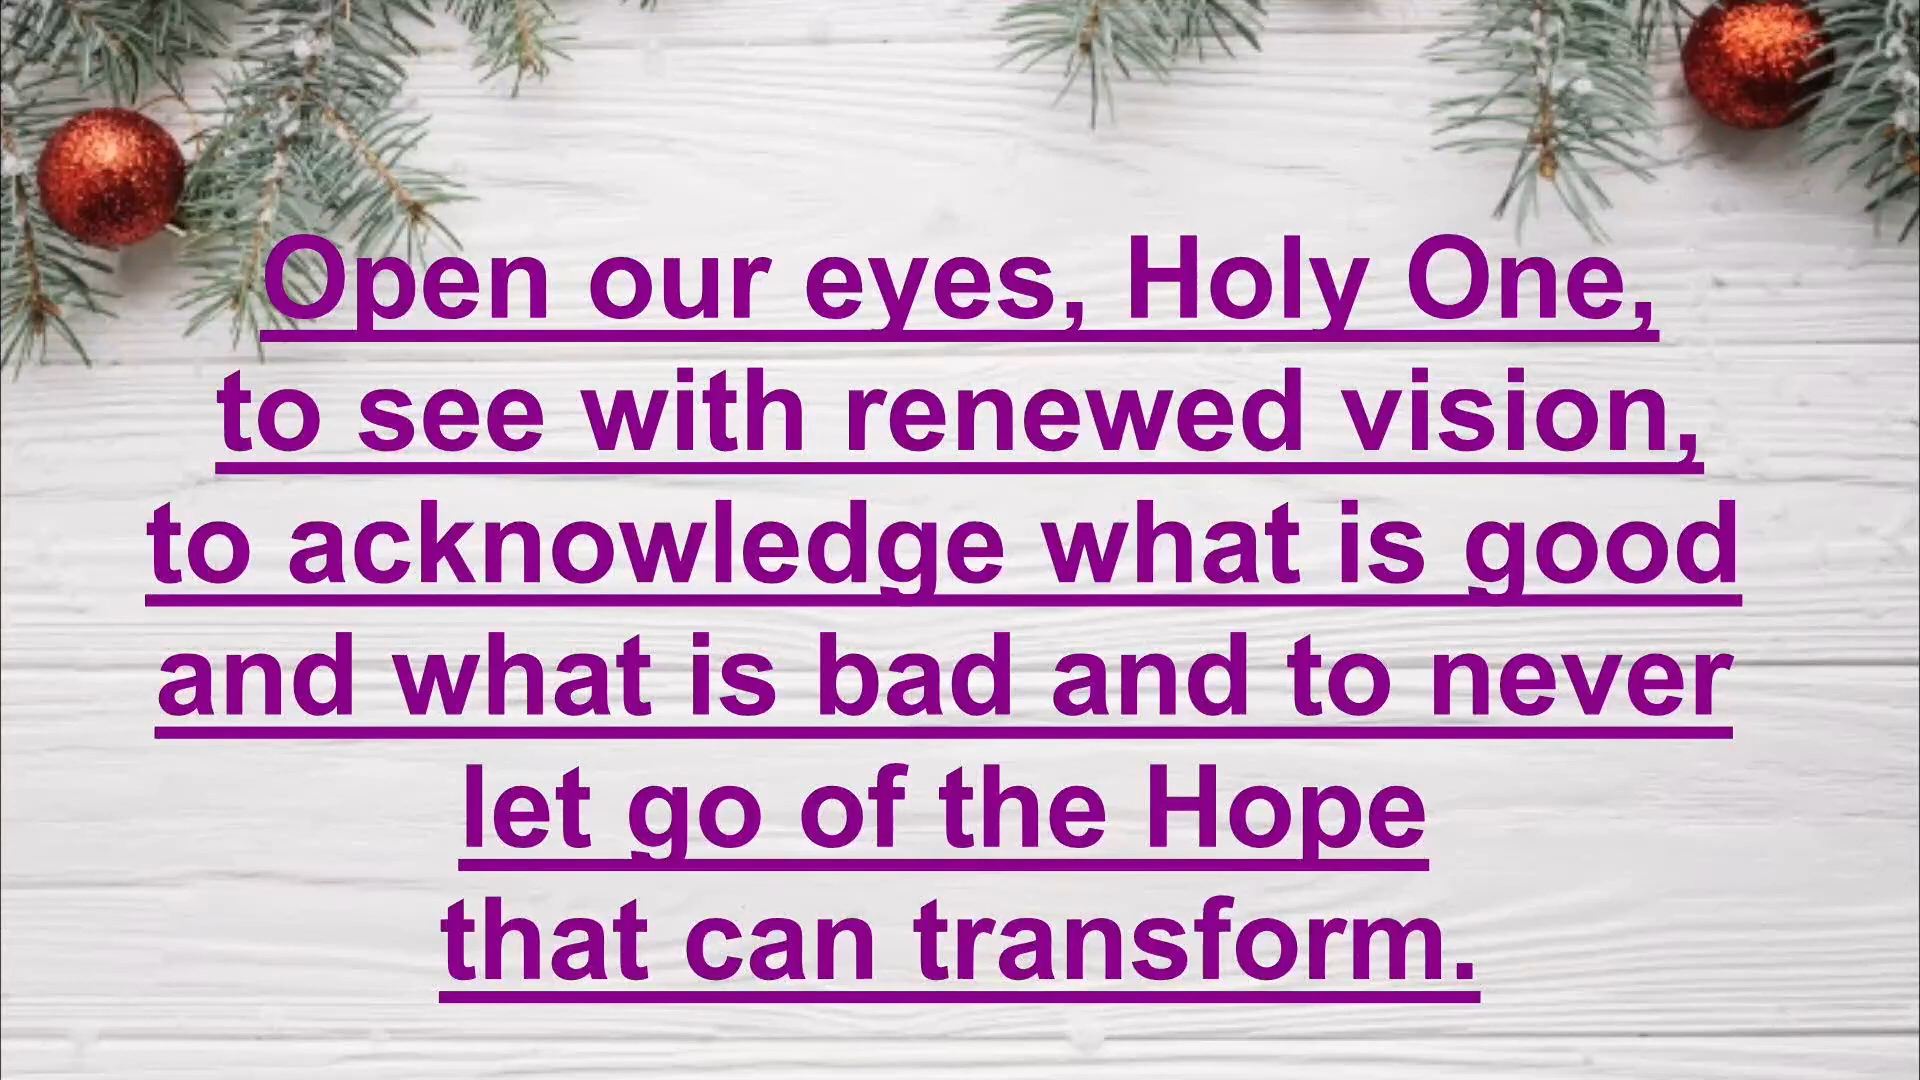 Open our eyes, Holy One,
to see with renewed vision,
to acknowledge what is good
and what is bad and to never
let go of the Hope
that can transform.